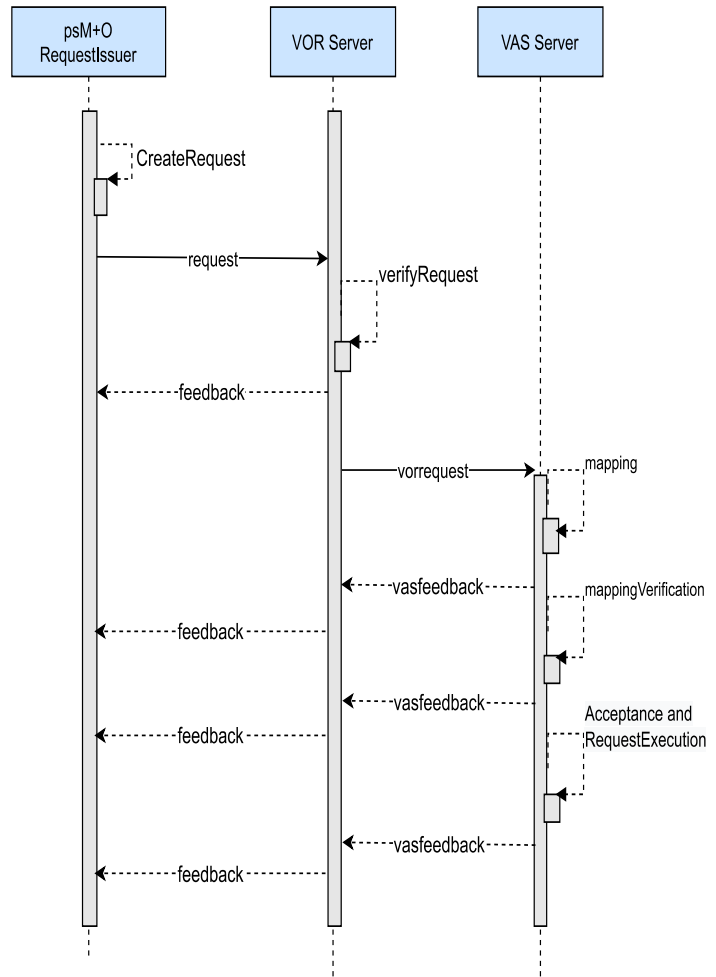 psM+O
RequestIssuer
VOR Server
VAS Server
CreateRequest
request
verifyRequest
feedback
vorrequest
mapping
vasfeedback
mappingVerification
feedback
vasfeedback
Acceptance and
RequestExecution
feedback
vasfeedback
feedback